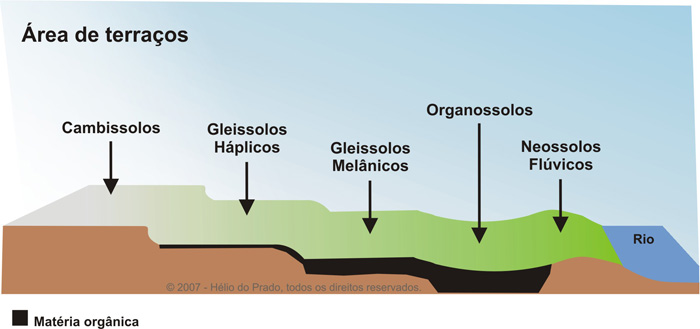 Área de terraços
Cambissolos
Gleissolos
Háplicos
Gleissolos
Melânicos
Organossolos
Neossolos
Flúvicos
Rio
© 2007 - Hélio do Prado, todos os direitos reservados.
Matéria orgânica